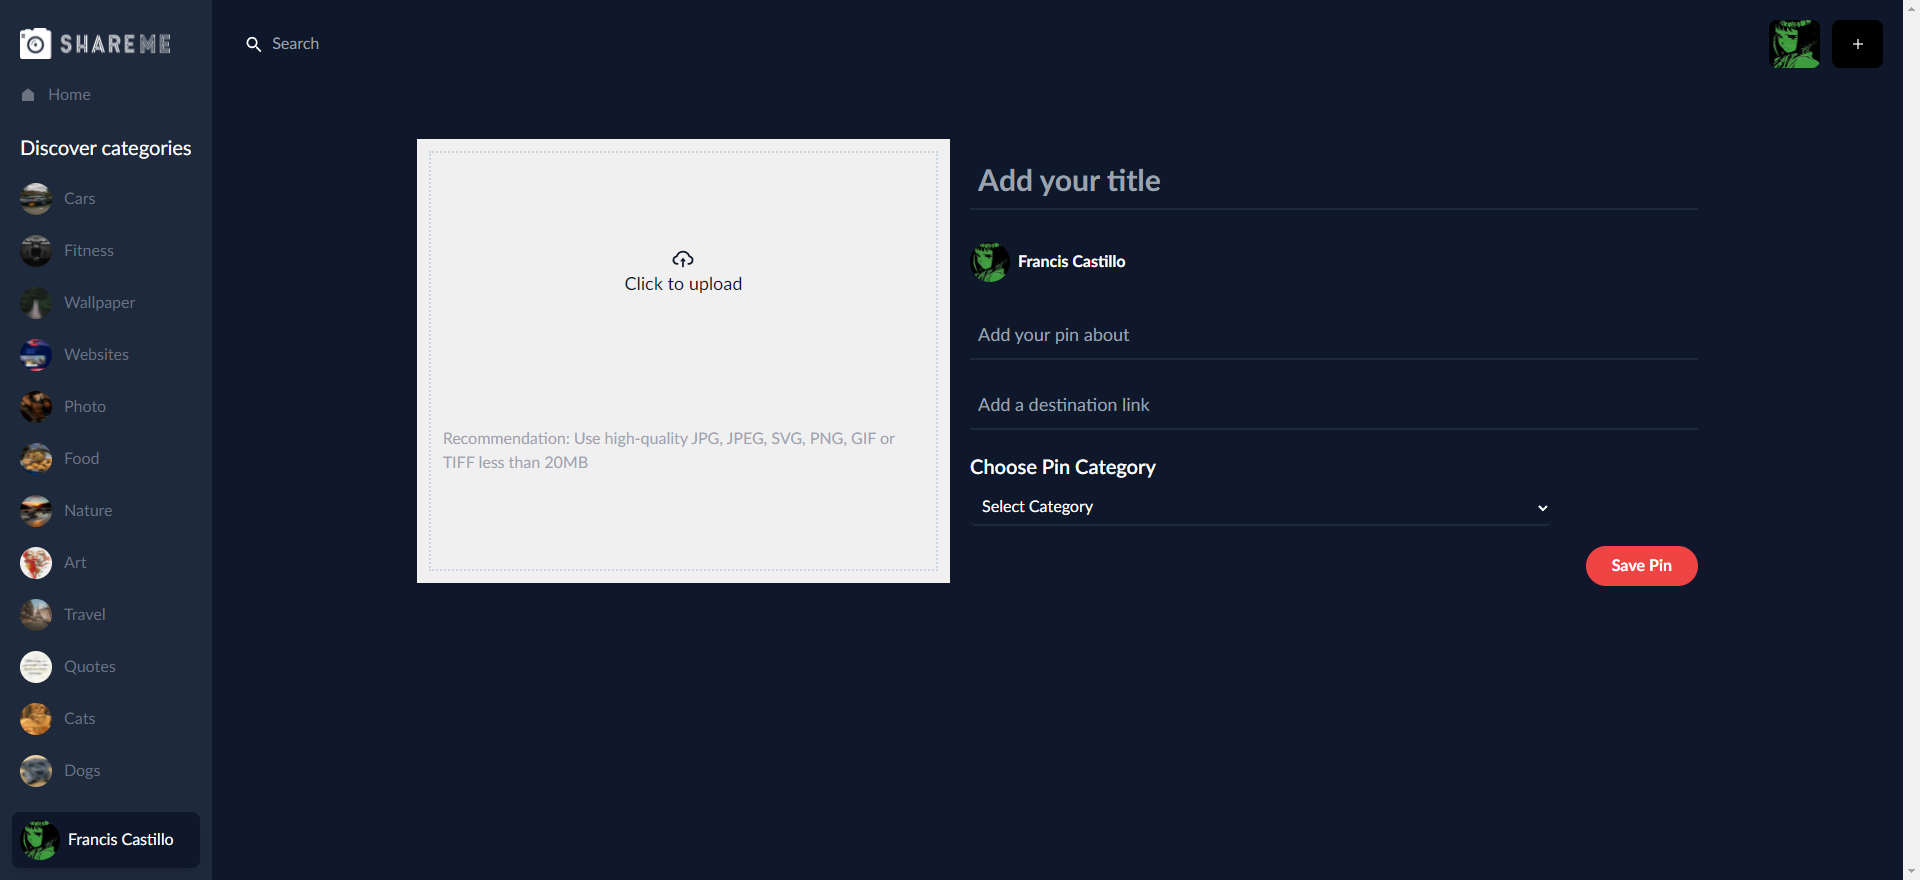 SHAREME
Home
Discover categories
Cars
Fitness
Wallpaper
Websites
Photo
Food
Nature
Art
Travel
Quotes
Cats
Dogs
Francis Castillo
Search
+
Click to upload
Recommendation: Use high-quality JPG, JPEG, SVG, PNG, GIF or
TIFF less than 20MB
Add your title
Francis Castillo
Add your pin about
Add a destination link
Choose Pin Category
Select Category
Save Pin